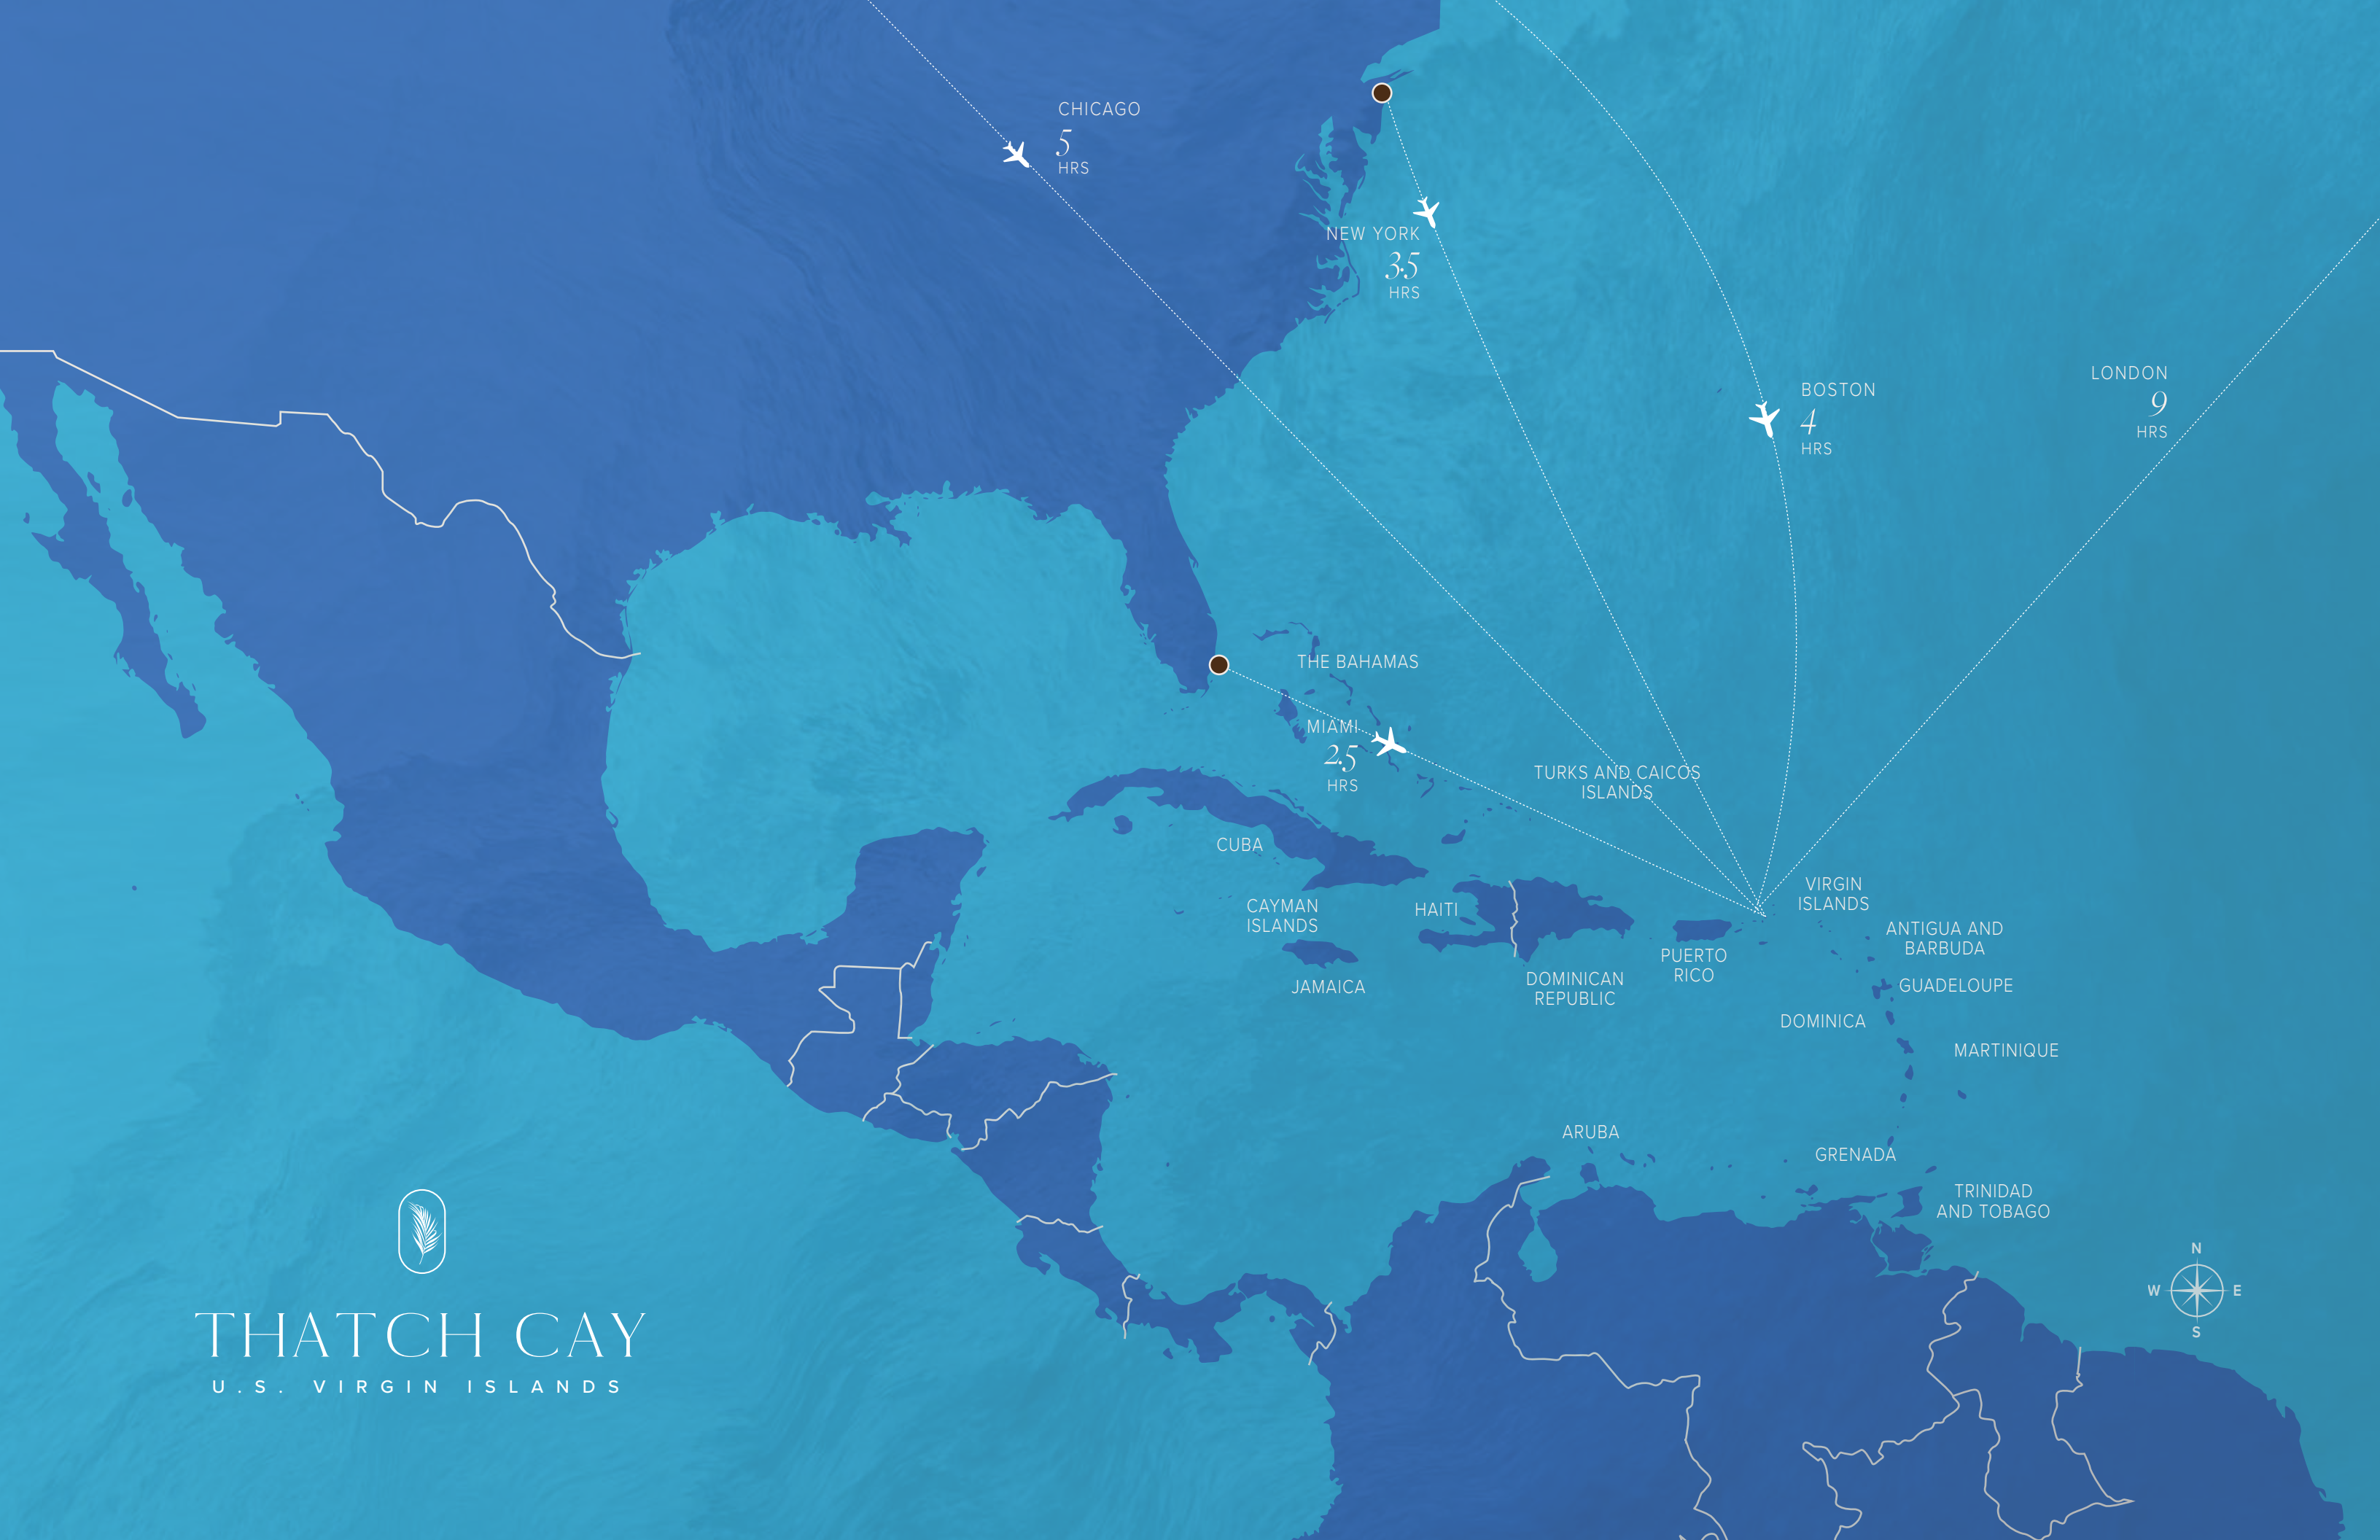 CHICAGO
5
HRS
NEW YORK
3.5
HRS
BOSTON
4
HRS
LONDON
9
HRS
THE BAHAMAS
MIAMI
2.5
HRS
TURKS AND CAICOS
ISLANDS
CUBA
CAYMAN
ISLANDS
HAITI
JAMAICA
DOMINICAN
REPUBLIC
PUERTO
RICO
VIRGIN
ISLANDS
ANTIGUA AND
BARBUDA
GUADELOUPE
DOMINICA
MARTINIQUE
ARUBA
GRENADA
TRINIDAD
AND TOBAGO
N
W
E
S
THATCH CAY
U.S. VIRGIN ISLANDS